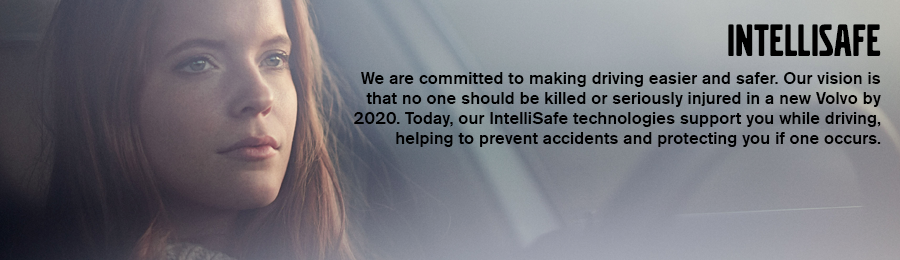 INTELLISAFE
We are committed to making driving easier and safer. Our vision is
that no one should be killed or seriously injured in a new Volvo by
2020. Today, our IntelliSafe technologies support you while driving,
helping to prevent accidents and protecting you if one occurs.